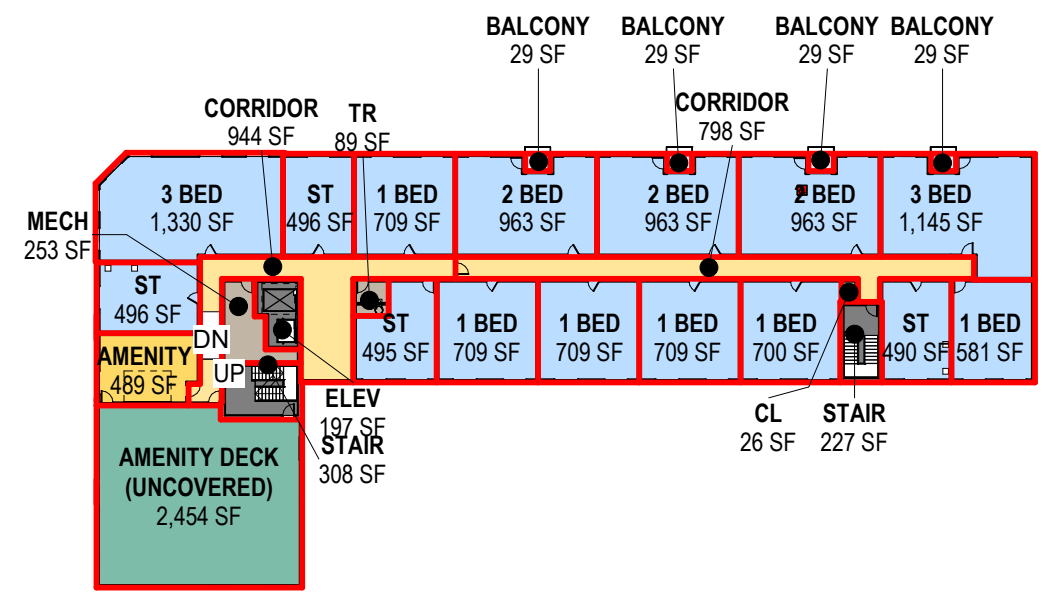 BALCONY
29 SF
BALCONY
29 SF
BALCONY
29 SF
BALCONY
29 SF
CORRIDOR
944 SF
TR
89 SF
CORRIDOR
798 SF
MECH
253 SF
3 BED
1,330 SF
ST
496 SF
1 BED
709 SF
2 BED
963 SF
2 BED
963 SF
2 BED
963 SF
3 BED
1,145 SF
ST
496 SF
DN
UP
AMENITY
489 SF
ST
495 SF
1 BED
709 SF
1 BED
709 SF
1 BED
709 SF
1 BED
700 SF
ST
490 SF
1 BED
581 SF
ELEV
197 SF
STAIR
308 SF
CL
26 SF
STAIR
227 SF
AMENITY DECK
(UNCOVERED)
2,454 SF